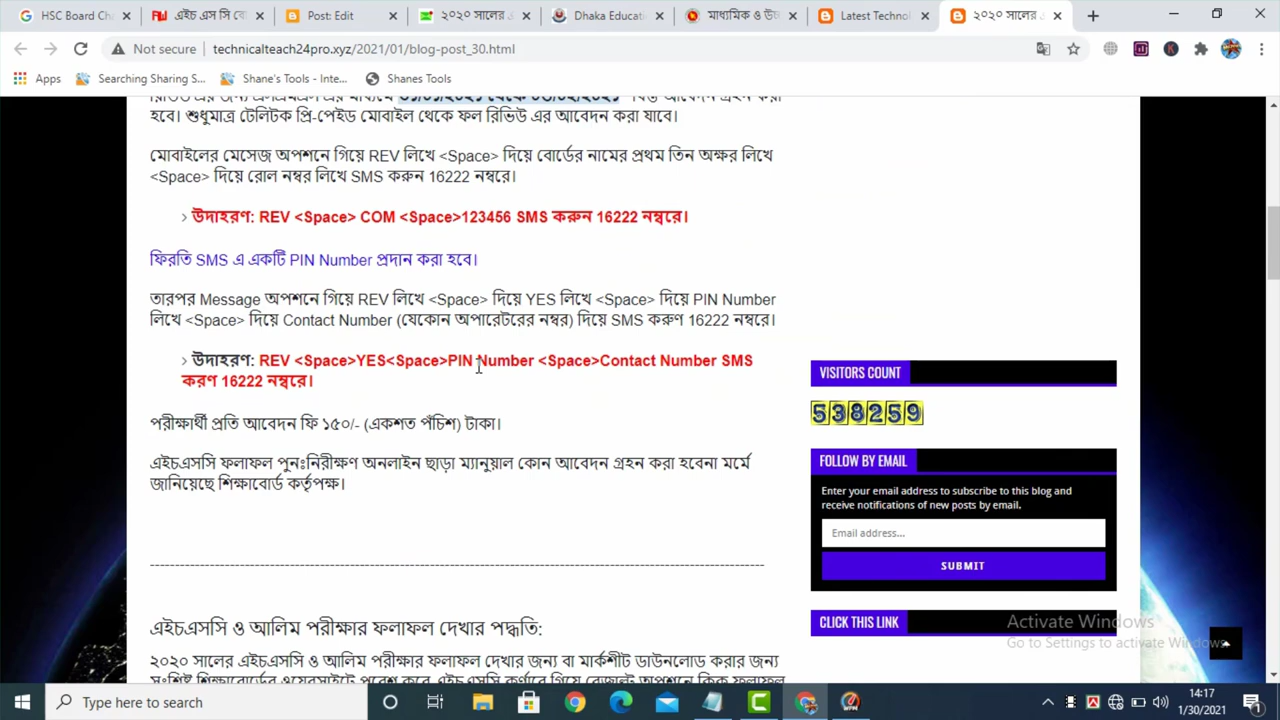 HSC Board Ch
এইচ এস সি বো
Post: Edit
২০২০ সালের এ
Dhaka Educati
মাধ্যমিক ও উচ
Latest Techno
২০২০ সালের এ
Not secure
technicalteach24pro.xyz/2021/01/blog-post_30.html
Apps
Searching Sharing S...
Shane's Tools - Inte...
Shanes Tools
হবে। শুধুমাত্র টেলিটক প্রি-পেইড মোবাইল থেকে ফল রিভিউ এর আবেদন করা যাবে।
মোবাইলের মেসেজ অপশনে গিয়ে REV লিখে <Space> দিয়ে বোর্ডের নামের প্রথম তিন অক্ষর লিখে
<Space> দিয়ে রোল নম্বর লিখে SMS করুন 16222 নম্বরে।
> উদাহরণ: REV <Space> COM <Space>123456 SMS করুন 16222 নম্বরে।
ফিরতি SMS এ একটি PIN Number প্রদান করা হবে।
তারপর Message অপশনে গিয়ে REV লিখে <Space> দিয়ে YES লিখে <Space> দিয়ে PIN Number
লিখে <Space> দিয়ে Contact Number (যেকোন অপারেটরের নম্বর) দিয়ে SMS করুণ 16222 নম্বরে।
> উদাহরণ: REV <Space>YES<Space>PIN Number <Space>Contact Number SMS
করণ 16222 নম্বরে।
পরীক্ষার্থী প্রতি আবেদন ফি ১৫০/- (একশত পঁচিশ) টাকা।
এইচএসসি ফলাফল পুনঃনিরীক্ষণ অনলাইন ছাড়া ম্যানুয়াল কোন আবেদন গ্রহন করা হবেনা মর্মে
জানিয়েছে শিক্ষাবোর্ড কর্তৃপক্ষ।
এইচএসসি ও আলিম পরীক্ষার ফলাফল দেখার পদ্ধতি:
২০২০ সালের এইচএসসি ও আলিম পরীক্ষার ফলাফল দেখার জন্য বা মার্কশীট ডাউনলোড করার জন্য
VISITORS COUNT
538259
FOLLOW BY EMAIL
Enter your email address to subscribe to this blog and
receive notifications of new posts by email.
Email address...
SUBMIT
CLICK THIS LINK
Activate Windows
Go to Settings to activate Windows.
Type here to search
14:17
1/30/2021